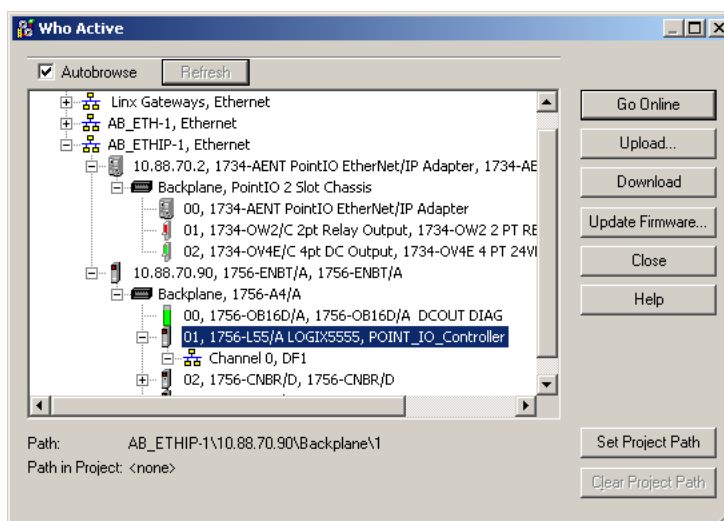 Who Active
Autobrowse
Refresh
Linx Gateways, Ethernet
AB_ETH-1, Ethernet
AB_ETHIP-1, Ethernet
10.88.70.2, 1734-AENT PointIO EtherNet/IP Adapter, 1734-AE
Backplane, PointIO 2 Slot Chassis
00, 1734-AENT PointIO EtherNet/IP Adapter
01, 1734-OW2/C 2pt Relay Output, 1734-OW2 2 PT RE
02, 1734-OV4E/C 4pt DC Output, 1734-OV4E 4 PT 24V
10.88.70.90, 1756-ENBT/A, 1756-ENBT/A
Backplane, 1756-A4/A
00, 1756-OB16D/A, 1756-OB16D/A DCOUT DIAG
01, 1756-L55/A LOGIX5555, POINT_IO_Controller
Channel 0, DF1
02, 1756-CNBR/D, 1756-CNBR/D
Go Online
Upload...
Download
Update Firmware...
Close
Help
Path: AB_ETHIP-1\10.88.70.90\Backplane\1
Path in Project: <none>
Set Project Path
Clear Project Path